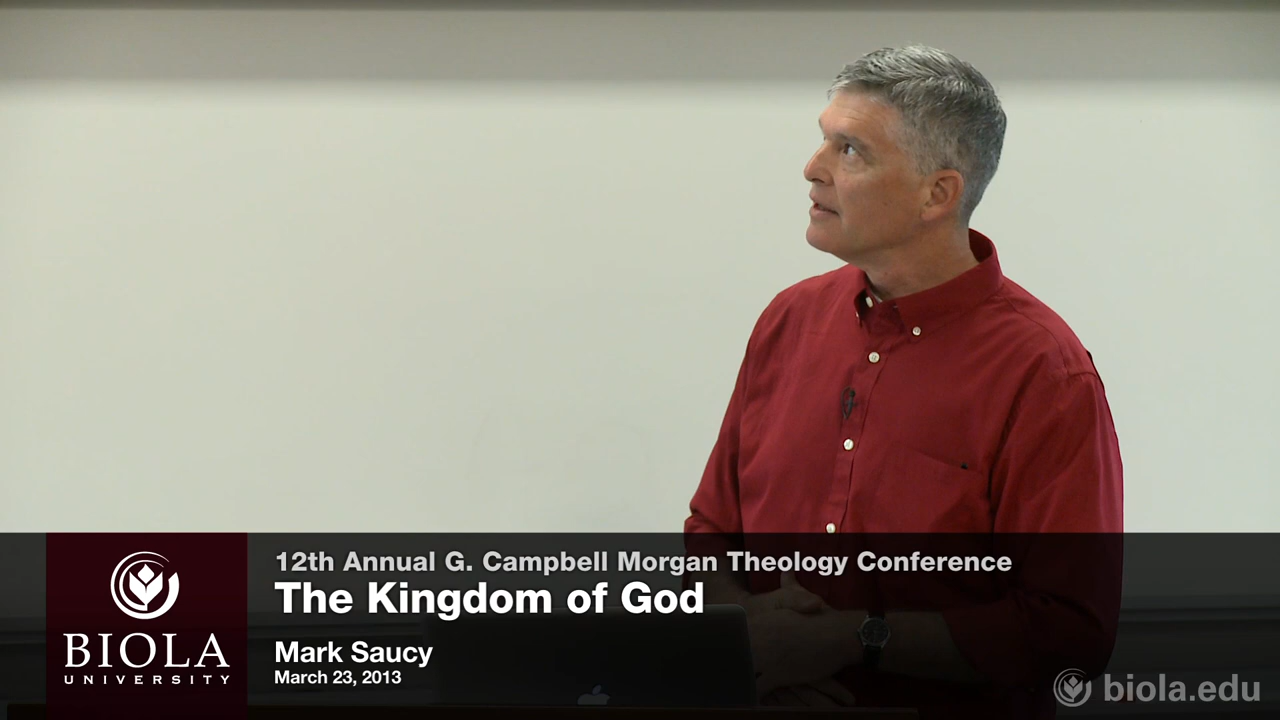 12th Annual G. Campbell Morgan Theology Conference
The Kingdom of God
Mark Saucy
March 23, 2013
BIOLA
UNIVERSITY
biola.edu